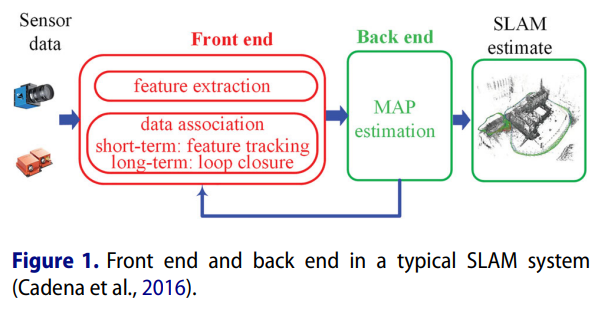 Sensor
data
Front end
feature extraction
data association
short-term: feature tracking
long-term: loop closure
Back end
MAP
estimation
SLAM
estimate
Figure 1. Front end and back end in a typical SLAM system
(Cadena et al., 2016).